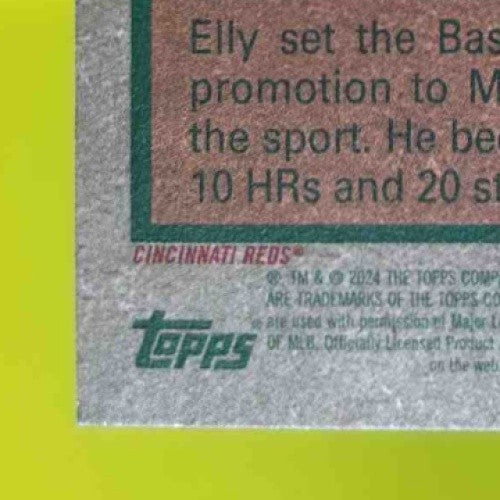 Elly set the Bas
promotion to M
the sport. He be
10 HRs and 20 st
CINCINNATI REDS®
® TM & © 2024 THE TOPPS COMP
ARE TRADEMARKS OF THE TOPPS CO
are used with permission of Major L
Topps
OF MLB. Officially Licensed Product
on the web